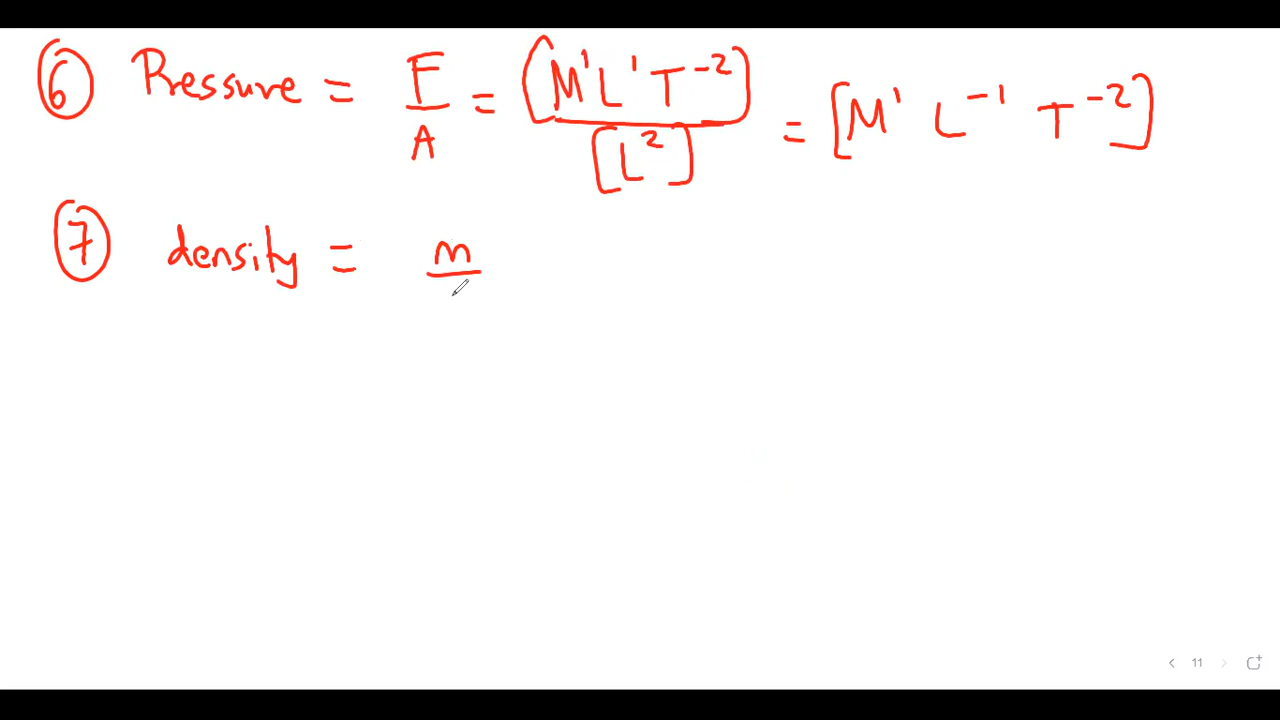 ⑥ Pressure = F/A = [M¹L¹T⁻²]/[L²] = [M¹ L⁻¹ T⁻²]
⑦ density = m/
< 11 >